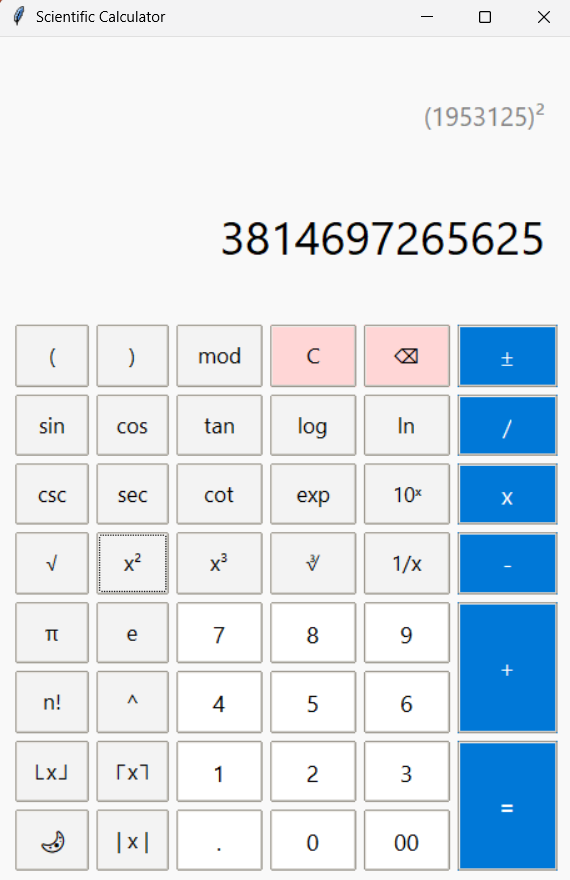 Scientific Calculator
(1953125)²
3814697265625
( ) mod C ⌫ ±
sin cos tan log ln /
csc sec cot exp 10ˣ x
√ x² x³ ∛ 1/x -
π e 7 8 9 +
n! ^ 4 5 6
⌊x⌋ ⌈x⌉ 1 2 3 =
|x| . 0 00